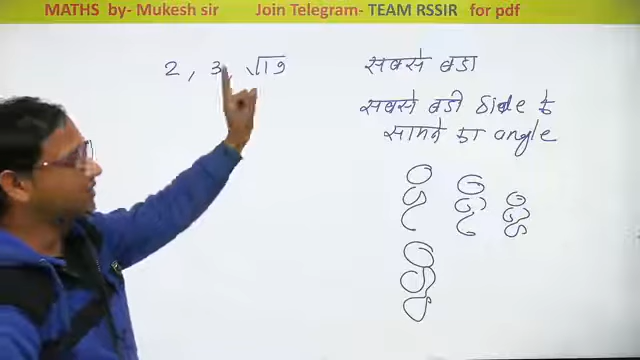 MATHS by- Mukesh sir Join Telegram- TEAM RSSIR for pdf
2, 3, √19
सबसे बडा
सबसे बडी Side के
सामने का angle